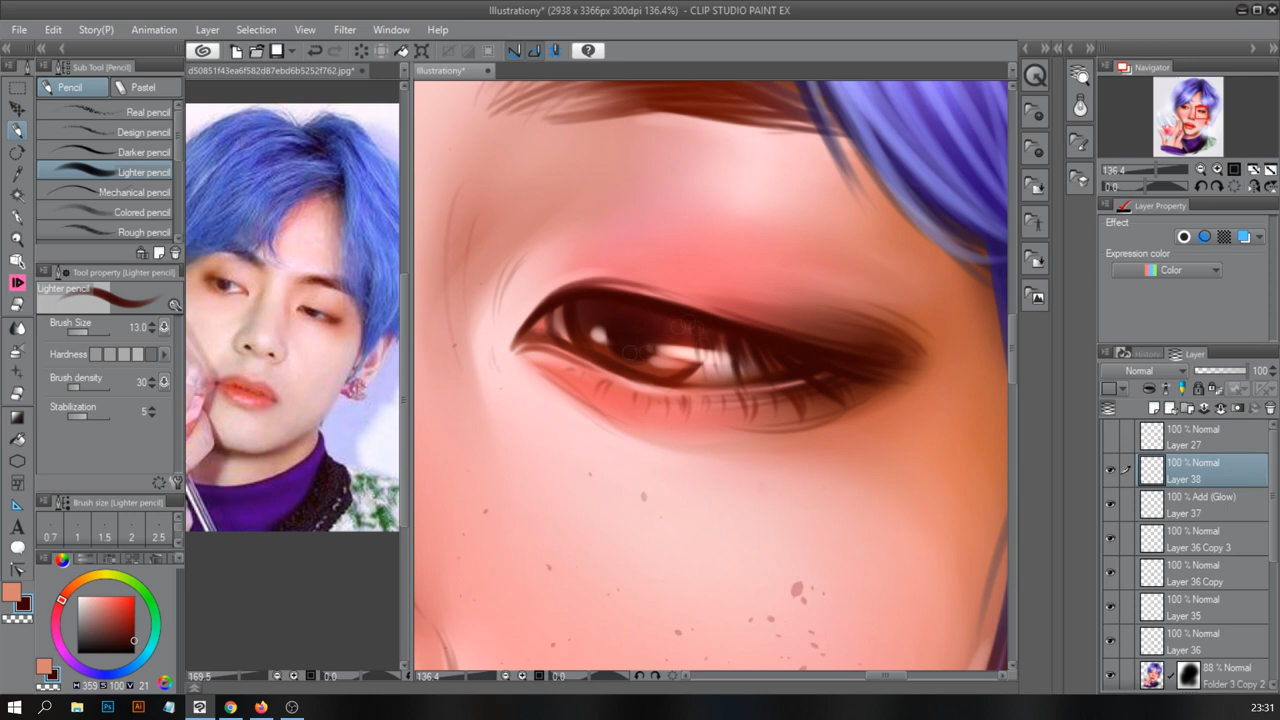 Illustrationy* (2938 x 3366px 300dpi 136.4%) - CLIP STUDIO PAINT EX
File Edit Story(P) Animation Layer Selection View Filter Window Help
Sub Tool [Pencil]
d50851f43ea6f582d87ebd6b5252f762.jpg*
Illustrationy*
Navigator
Pencil Pastel
Real pencil
Design pencil
Darker pencil
Lighter pencil
Mechanical pencil
Colored pencil
Rough pencil
Tool property [Lighter pencil]
Lighter pencil
Brush Size 13.0
Hardness
Brush density 30
Stabilization 5
Brush size [Lighter pencil]
0.7 1 1.5 2 2.5
H 359 S 100 V 21
169.5 0.0
136.4 0.0
136.4
0.0
Layer Property
Effect
Expression color
Color
History Layer
Normal 100
100 % Normal
Layer 27
100 % Normal
Layer 38
100 % Add (Glow)
Layer 37
100 % Normal
Layer 36 Copy 3
100 % Normal
Layer 36 Copy
100 % Normal
Layer 35
100 % Normal
Layer 36
88 % Normal
Folder 3 Copy 2
Ps Ai
23:31